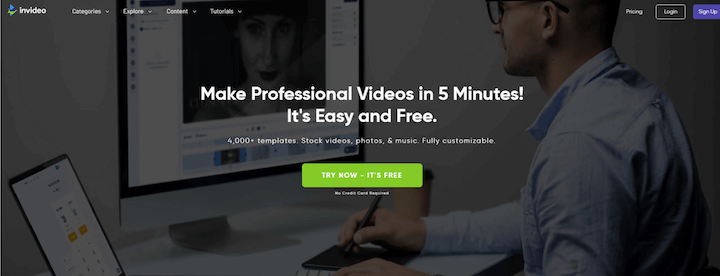 invideo
Categories Explore Content Tutorials Pricing Login Sign Up
Make Professional Videos in 5 Minutes!
It's Easy and Free.
4,000+ templates. Stock videos, photos, & music. Fully customizable.
TRY NOW - IT'S FREE
No Credit Card Required